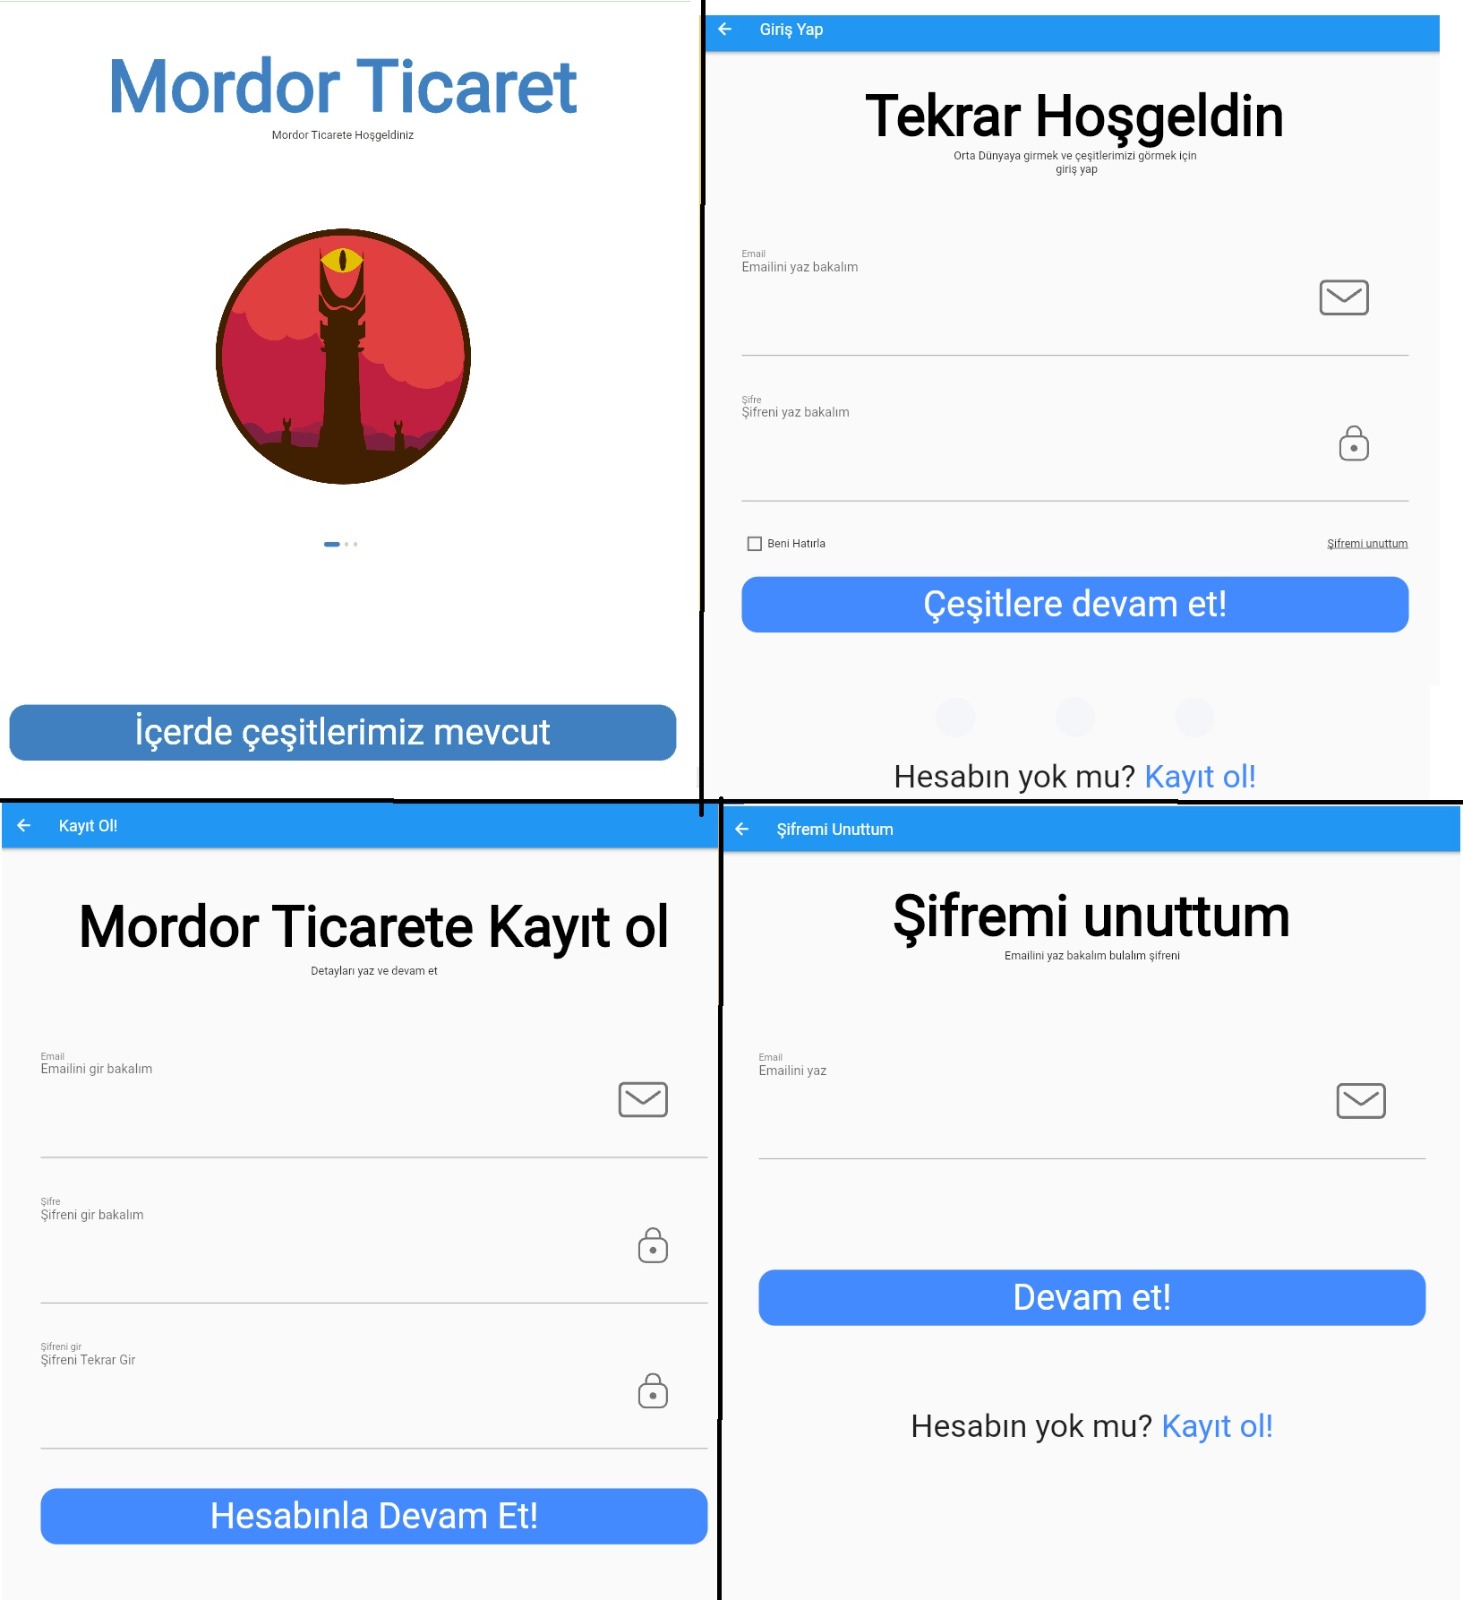 Mordor Ticaret
Mordor Ticarete Hoşgeldiniz
İçerde çeşitlerimiz mevcut
Giriş Yap
Tekrar Hoşgeldin
Orta Dünyaya girmek ve çeşitlerimizi görmek için
giriş yap
Email
Emailini yaz bakalım
Şifre
Şifreni yaz bakalım
Beni Hatırla
Şifremi unuttum
Çeşitlere devam et!
Hesabın yok mu? Kayıt ol!
Kayıt Ol!
Mordor Ticarete Kayıt ol
Detayları yaz ve devam et
Email
Emailini gir bakalım
Şifre
Şifreni gir bakalım
Şifreni gir
Şifreni Tekrar Gir
Hesabınla Devam Et!
Şifremi Unuttum
Şifremi unuttum
Emailini yaz bakalım bulalım şifreni
Email
Emailini yaz
Devam et!
Hesabın yok mu? Kayıt ol!